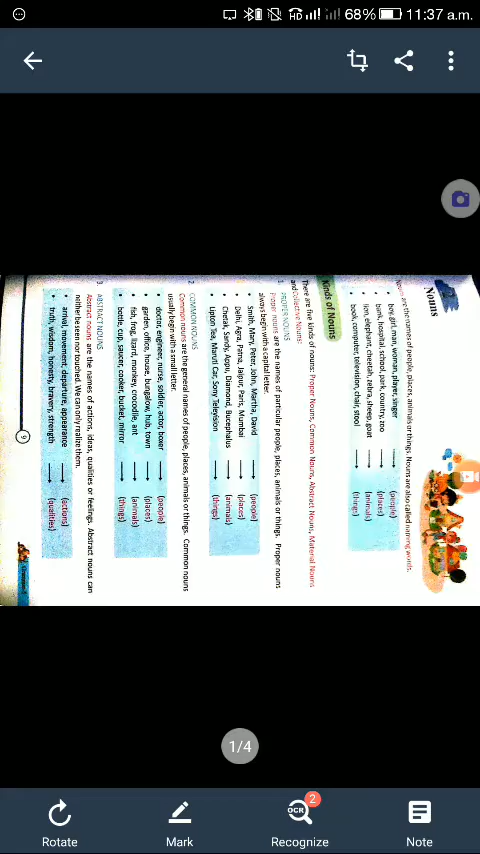 68% 11:37 a.m.
Nouns
Nouns are the names of people, places, animals or things. Nouns are also called naming words.
• boy, girl, man, woman, player, singer → (people)
• bank, hospital, school, park, country, zoo → (places)
• lion, elephant, cheetah, zebra, sheep, goat → (animals)
• book, computer, television, chair, stool → (things)
Kinds of Nouns
There are five kinds of nouns: Proper Nouns, Common Nouns, Abstract Nouns, Material Nouns
and Collective Nouns.
PROPER NOUNS
Proper nouns are the names of particular people, places, animals or things. Proper nouns
always begin with a capital letter.
• Smith, Mary, Peter, John, Martha, David → (people)
• Delhi, Agra, Patna, Jaipur, Paris, Mumbai → (places)
• Chetak, Sandy, Appu, Diamond, Bucephalus → (animals)
• Lipton Tea, Maruti Car, Sony Television → (things)
2. COMMON NOUNS
Common nouns are the general names of people, places, animals or things. Common nouns
usually begin with a small letter.
• doctor, engineer, nurse, soldier, actor, boxer → (people)
• garden, office, house, bungalow, hub, town → (places)
• fish, frog, lizard, monkey, crocodile, ant → (animals)
• bottle, cup, saucer, cooker, bucket, mirror → (things)
3. ABSTRACT NOUNS
Abstract nouns are the names of actions, ideas, qualities or feelings. Abstract nouns can
neither be seen nor touched. We can only realise them.
• arrival, movement, departure, appearance → (actions)
• truth, wisdom, honesty, bravery, strength → (qualities)
9
1/4
OCR 2
Rotate Mark Recognize Note